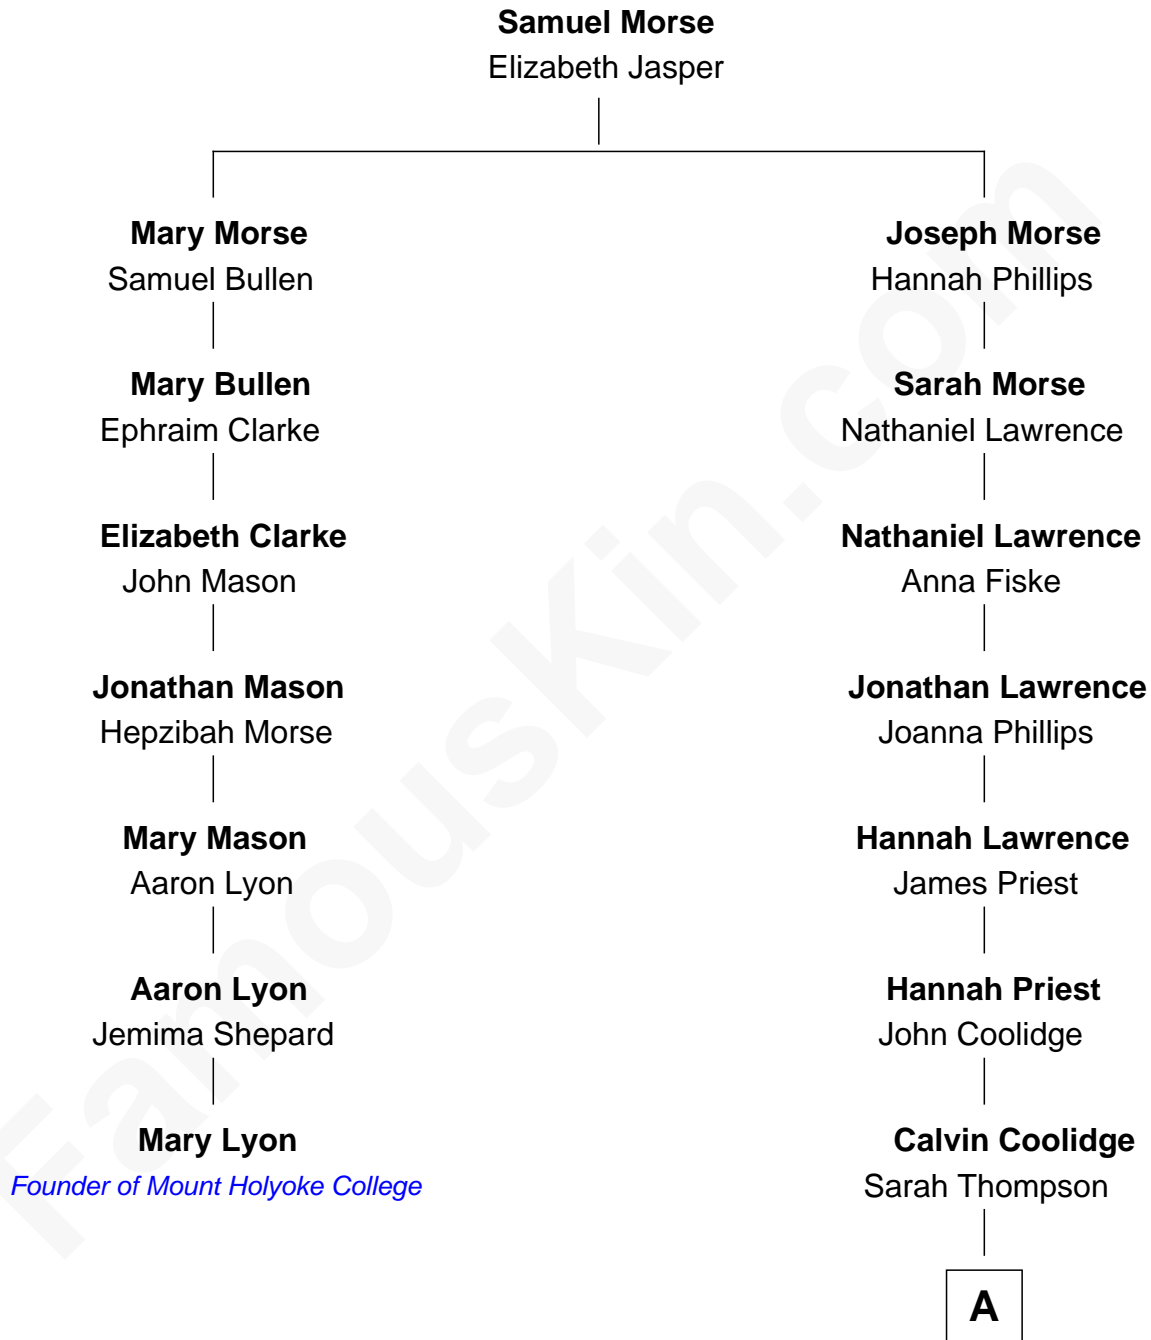 Samuel Morse
Elizabeth Jasper
Mary Morse
Samuel Bullen
Joseph Morse
Hannah Phillips
Mary Bullen
Ephraim Clarke
Sarah Morse
Nathaniel Lawrence
Elizabeth Clarke
John Mason
Nathaniel Lawrence
Anna Fiske
Jonathan Mason
Hepzibah Morse
Jonathan Lawrence
Joanna Phillips
Mary Mason
Aaron Lyon
Hannah Lawrence
James Priest
Aaron Lyon
Jemima Shepard
Hannah Priest
John Coolidge
Mary Lyon
Founder of Mount Holyoke College
Calvin Coolidge
Sarah Thompson
A
FamousKin.com